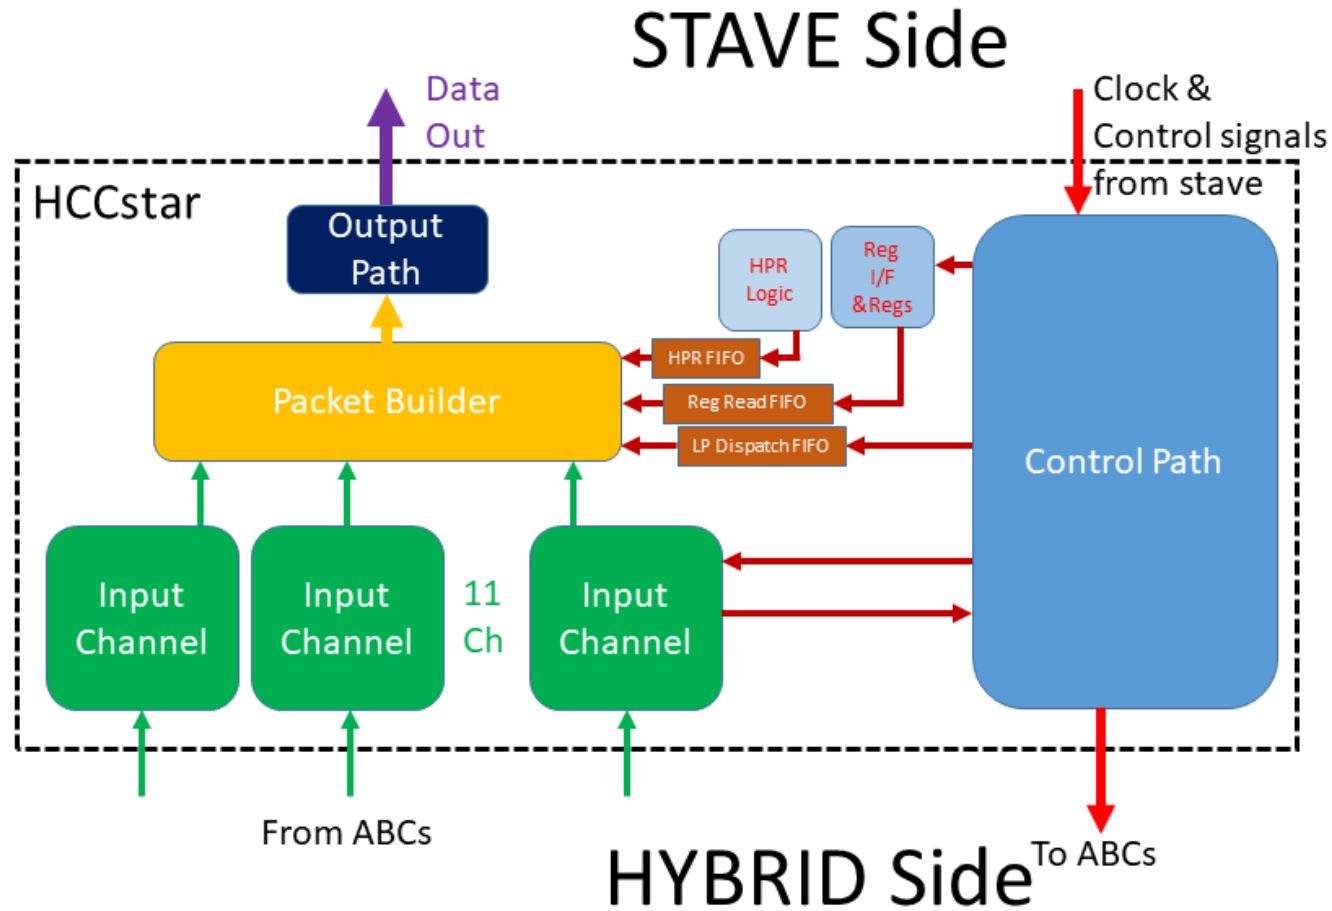 STAVE Side
Data
Out
Clock &
Control signals
from stave
HCCstar
Output
Path
HPR
Logic
Reg
I/F
&Regs
HPR FIFO
Reg Read FIFO
LP Dispatch FIFO
Packet Builder
Control Path
Input
Channel
Input
Channel
11
Ch
Input
Channel
From ABCs
To ABCs
HYBRID Side